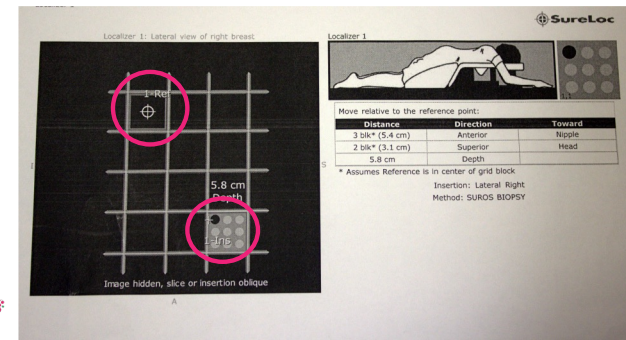 SureLoc
Localizer 1: Lateral view of right breast
1-Re
5.8 cm
Depth
1-Ins
Image hidden, slice or insertion oblique
I
S
A
Localizer 1
1,1
Move relative to the reference point:
Distance Direction Toward
3 blk* (5.4 cm) Anterior Nipple
2 blk* (3.1 cm) Superior Head
5.8 cm Depth
* Assumes Reference is in center of grid block
Insertion: Lateral Right
Method: SUROS BIOPSY